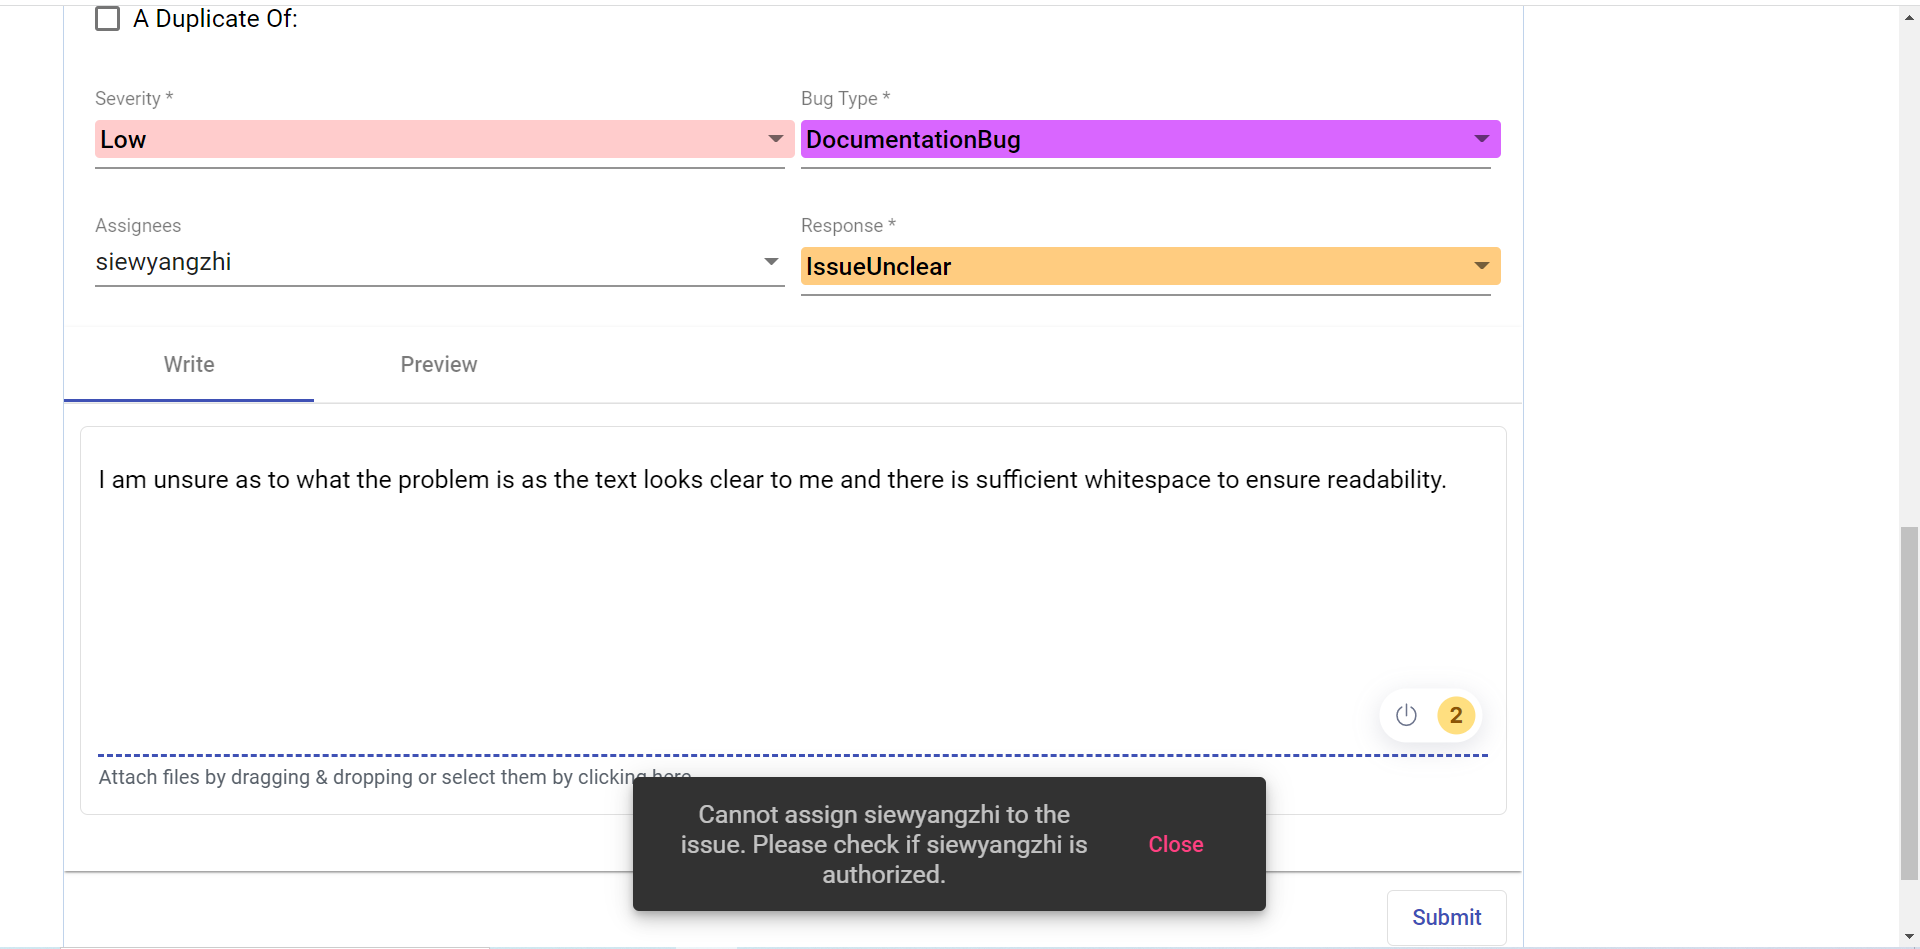 A Duplicate Of:
Severity *
Bug Type *
Low
DocumentationBug
Assignees
Response *
siewyangzhi
IssueUnclear
Write
Preview
I am unsure as to what the problem is as the text looks clear to me and there is sufficient whitespace to ensure readability.
2
Attach files by dragging & dropping or select them by clicking here
Cannot assign siewyangzhi to the
issue. Please check if siewyangzhi is
authorized.
Close
Submit